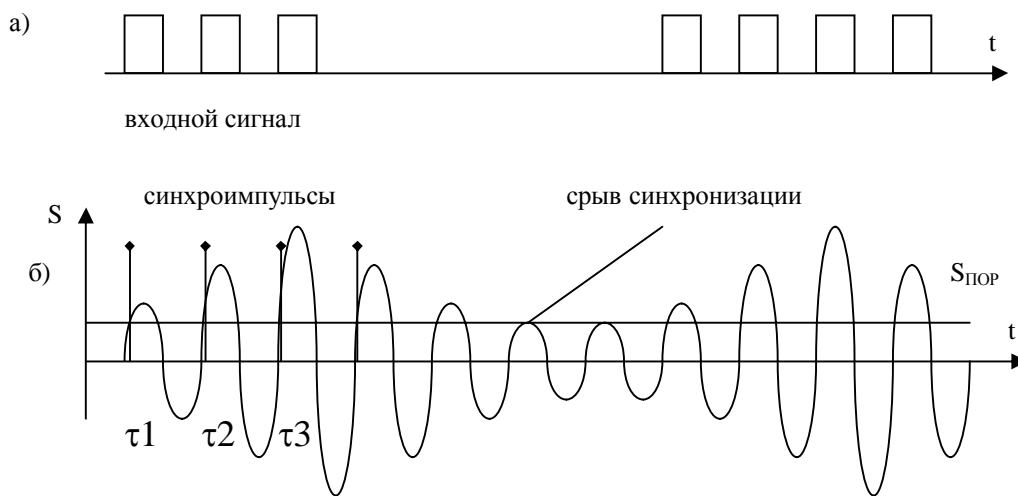 а)
t
входной сигнал
синхроимпульсы
срыв синхронизации
S
б)
SПОР
t
τ1 τ2 τ3